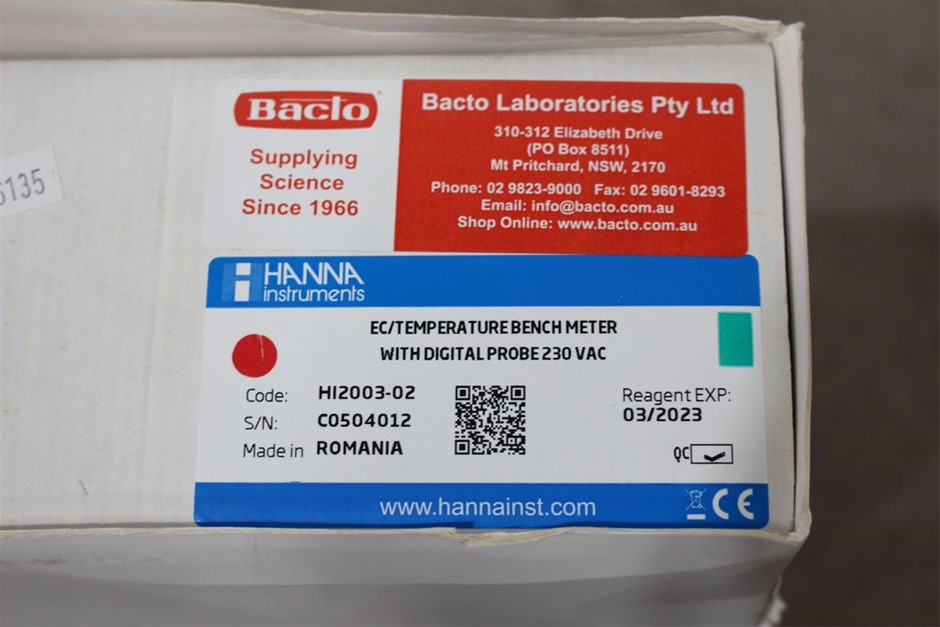 6135
Bacto
Supplying
Science
Since 1966
Bacto Laboratories Pty Ltd
310-312 Elizabeth Drive
(PO Box 8511)
Mt Pritchard, NSW, 2170
Phone: 02 9823-9000 Fax: 02 9601-8293
Email: info@bacto.com.au
Shop Online: www.bacto.com.au
HANNA
instruments
EC/TEMPERATURE BENCH METER
WITH DIGITAL PROBE 230 VAC
Code: HI2003-02
S/N: C0504012
Made in ROMANIA
Reagent EXP:
03/2023
QC
www.hannainst.com
CE